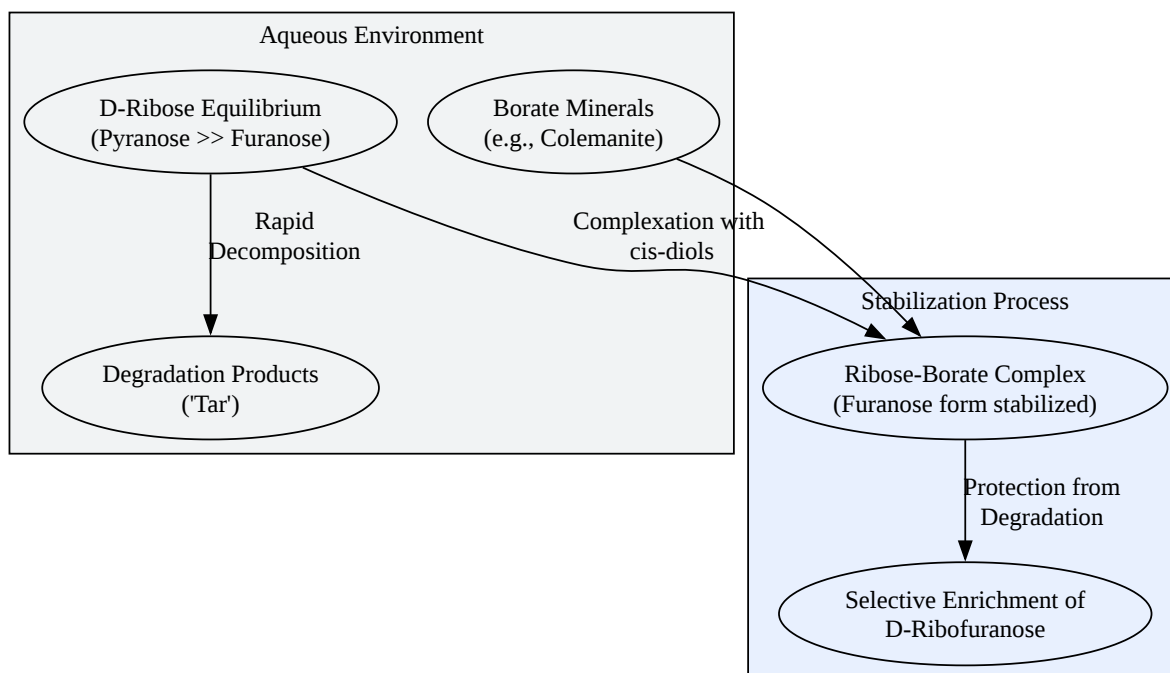 Aqueous Environment
D-Ribose Equilibrium
(Pyranose >> Furanose)
Borate Minerals
(e.g., Colemanite)
Rapid
Decomposition
Complexation with
cis-diols
Degradation Products
('Tar')
Stabilization Process
Ribose-Borate Complex
(Furanose form stabilized)
Protection from
Degradation
Selective Enrichment of
D-Ribofuranose